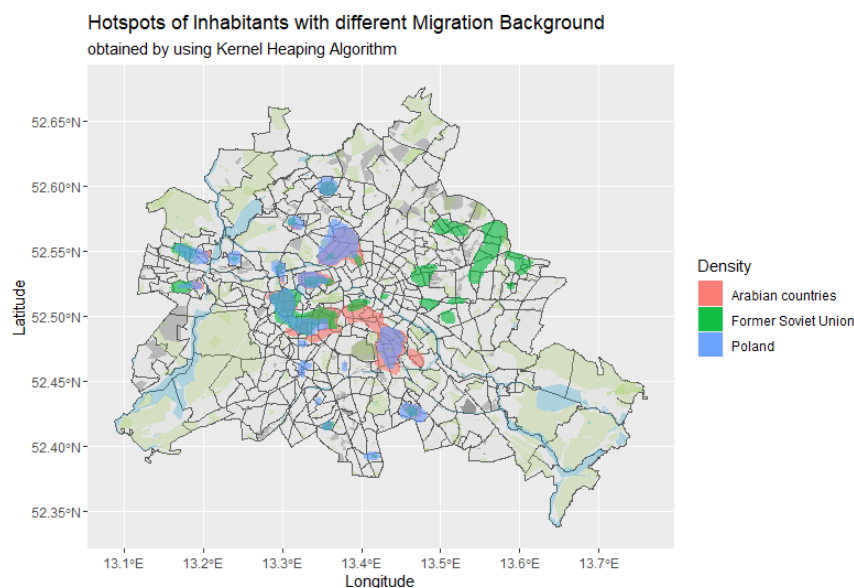 Hotspots of Inhabitants with different Migration Background
obtained by using Kernel Heaping Algorithm
52.65°N
52.60°N
52.55°N
52.50°N
52.45°N
52.40°N
52.35°N
Latitude
13.1°E 13.2°E 13.3°E 13.4°E 13.5°E 13.6°E 13.7°E
Longitude
Density
Arabian countries
Former Soviet Union
Poland